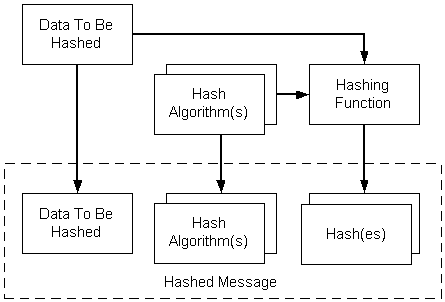 Data To Be
Hashed
Hash
Algorithm(s)
Hashing
Function
Data To Be
Hashed
Hash
Algorithm(s)
Hash(es)
Hashed Message